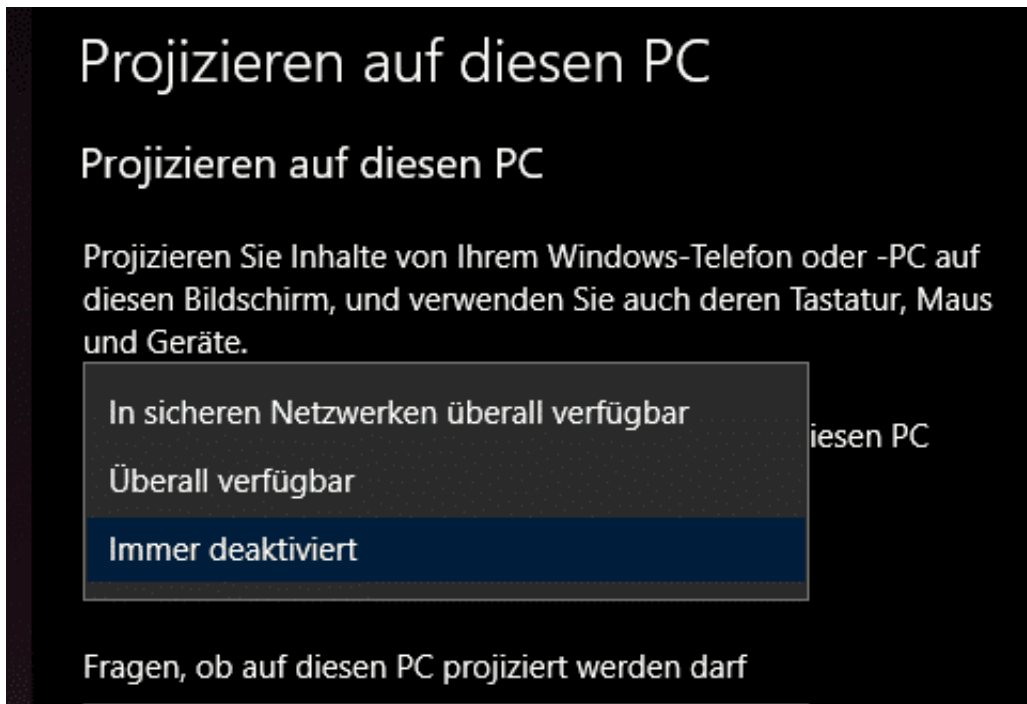 Projizieren auf diesen PC
Projizieren auf diesen PC
Projizieren Sie Inhalte von Ihrem Windows-Telefon oder -PC auf
diesen Bildschirm, und verwenden Sie auch deren Tastatur, Maus
und Geräte.
In sicheren Netzwerken überall verfügbar
iesen PC
Überall verfügbar
Immer deaktiviert
Fragen, ob auf diesen PC projiziert werden darf